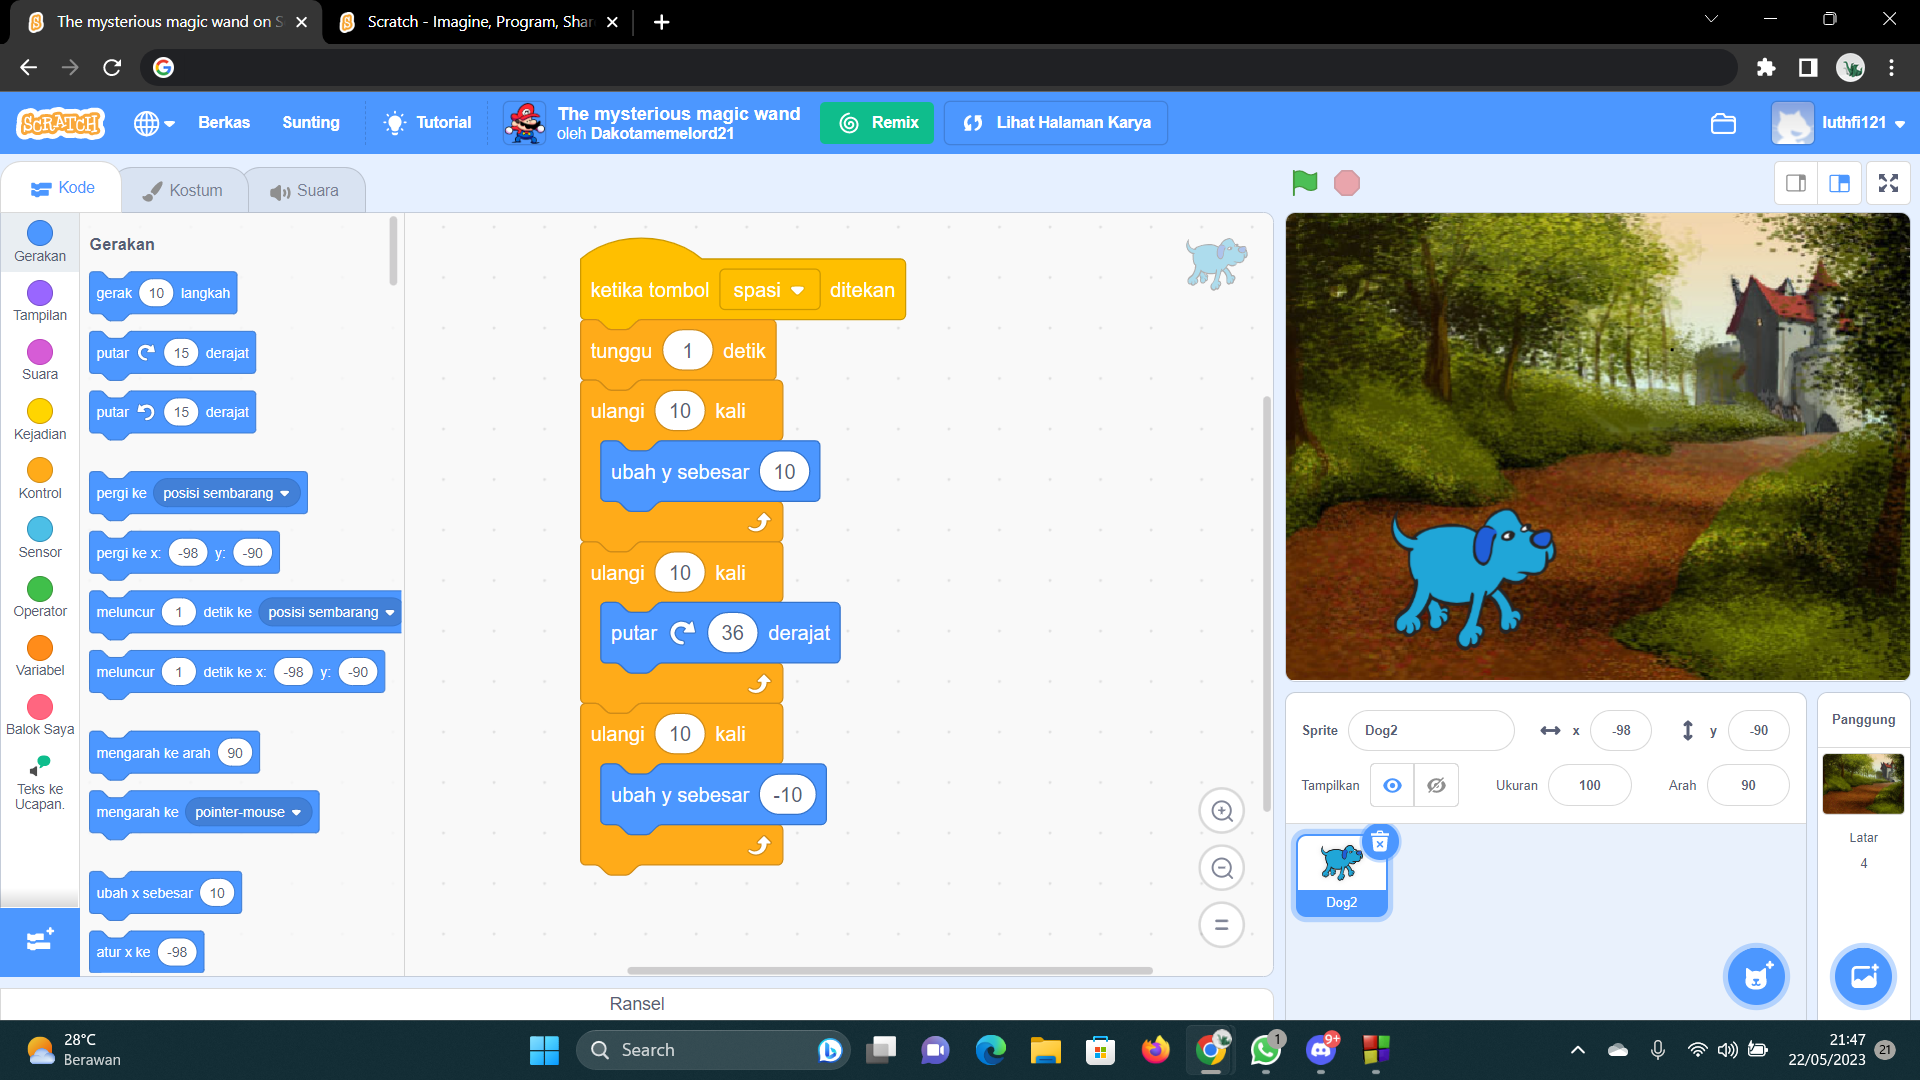 The mysterious magic wand on S
Scratch - Imagine, Program, Shar
SCRATCH
Berkas
Sunting
Tutorial
The mysterious magic wand
oleh Dakotamemelord21
Remix
Lihat Halaman Karya
luthfi121
Kode
Kostum
Suara
Gerakan
Tampilan
Suara
Kejadian
Kontrol
Sensor
Operator
Variabel
Balok Saya
Teks ke
Ucapan.
Gerakan
gerak 10 langkah
putar 15 derajat
putar 15 derajat
pergi ke posisi sembarang
pergi ke x: -98 y: -90
meluncur 1 detik ke posisi sembarang
meluncur 1 detik ke x: -98 y: -90
mengarah ke arah 90
mengarah ke pointer-mouse
ubah x sebesar 10
atur x ke -98
ketika tombol spasi ditekan
tunggu 1 detik
ulangi 10 kali
ubah y sebesar 10
ulangi 10 kali
putar 36 derajat
ulangi 10 kali
ubah y sebesar -10
Ransel
Sprite Dog2 x -98 y -90
Tampilkan Ukuran 100 Arah 90
Dog2
Panggung
Latar
4
28°C
Berawan
Search
1
9+
21:47
22/05/2023
21